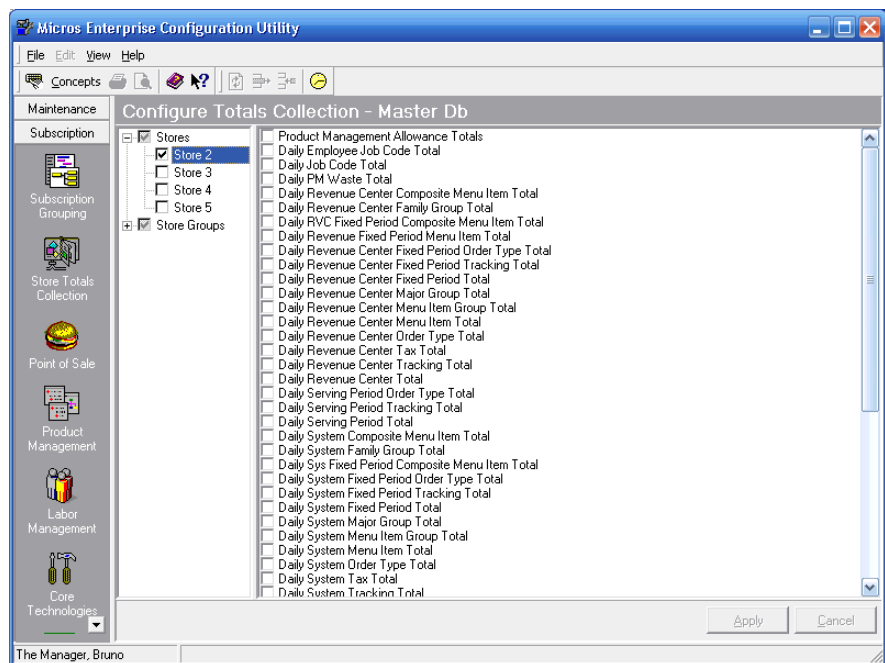 Micros Enterprise Configuration Utility
File Edit View Help
Concepts
Maintenance
Subscription
Subscription Grouping
Store Totals Collection
Point of Sale
Product Management
Labor Management
Core Technologies
Configure Totals Collection - Master Db
Stores
Store 2
Store 3
Store 4
Store 5
Store Groups
Product Management Allowance Totals
Daily Employee Job Code Total
Daily Job Code Total
Daily PM Waste Total
Daily Revenue Center Composite Menu Item Total
Daily Revenue Center Family Group Total
Daily RVC Fixed Period Composite Menu Item Total
Daily Revenue Fixed Period Menu Item Total
Daily Revenue Center Fixed Period Order Type Total
Daily Revenue Center Fixed Period Tracking Total
Daily Revenue Center Fixed Period Total
Daily Revenue Center Major Group Total
Daily Revenue Center Menu Item Group Total
Daily Revenue Center Menu Item Total
Daily Revenue Center Order Type Total
Daily Revenue Center Tax Total
Daily Revenue Center Tracking Total
Daily Revenue Center Total
Daily Serving Period Order Type Total
Daily Serving Period Tracking Total
Daily Serving Period Total
Daily System Composite Menu Item Total
Daily System Family Group Total
Daily Sys Fixed Period Composite Menu Item Total
Daily System Fixed Period Order Type Total
Daily System Fixed Period Tracking Total
Daily System Fixed Period Total
Daily System Major Group Total
Daily System Menu Item Group Total
Daily System Menu Item Total
Daily System Order Type Total
Daily System Tax Total
Daily System Tracking Total
Apply Cancel
The Manager, Bruno